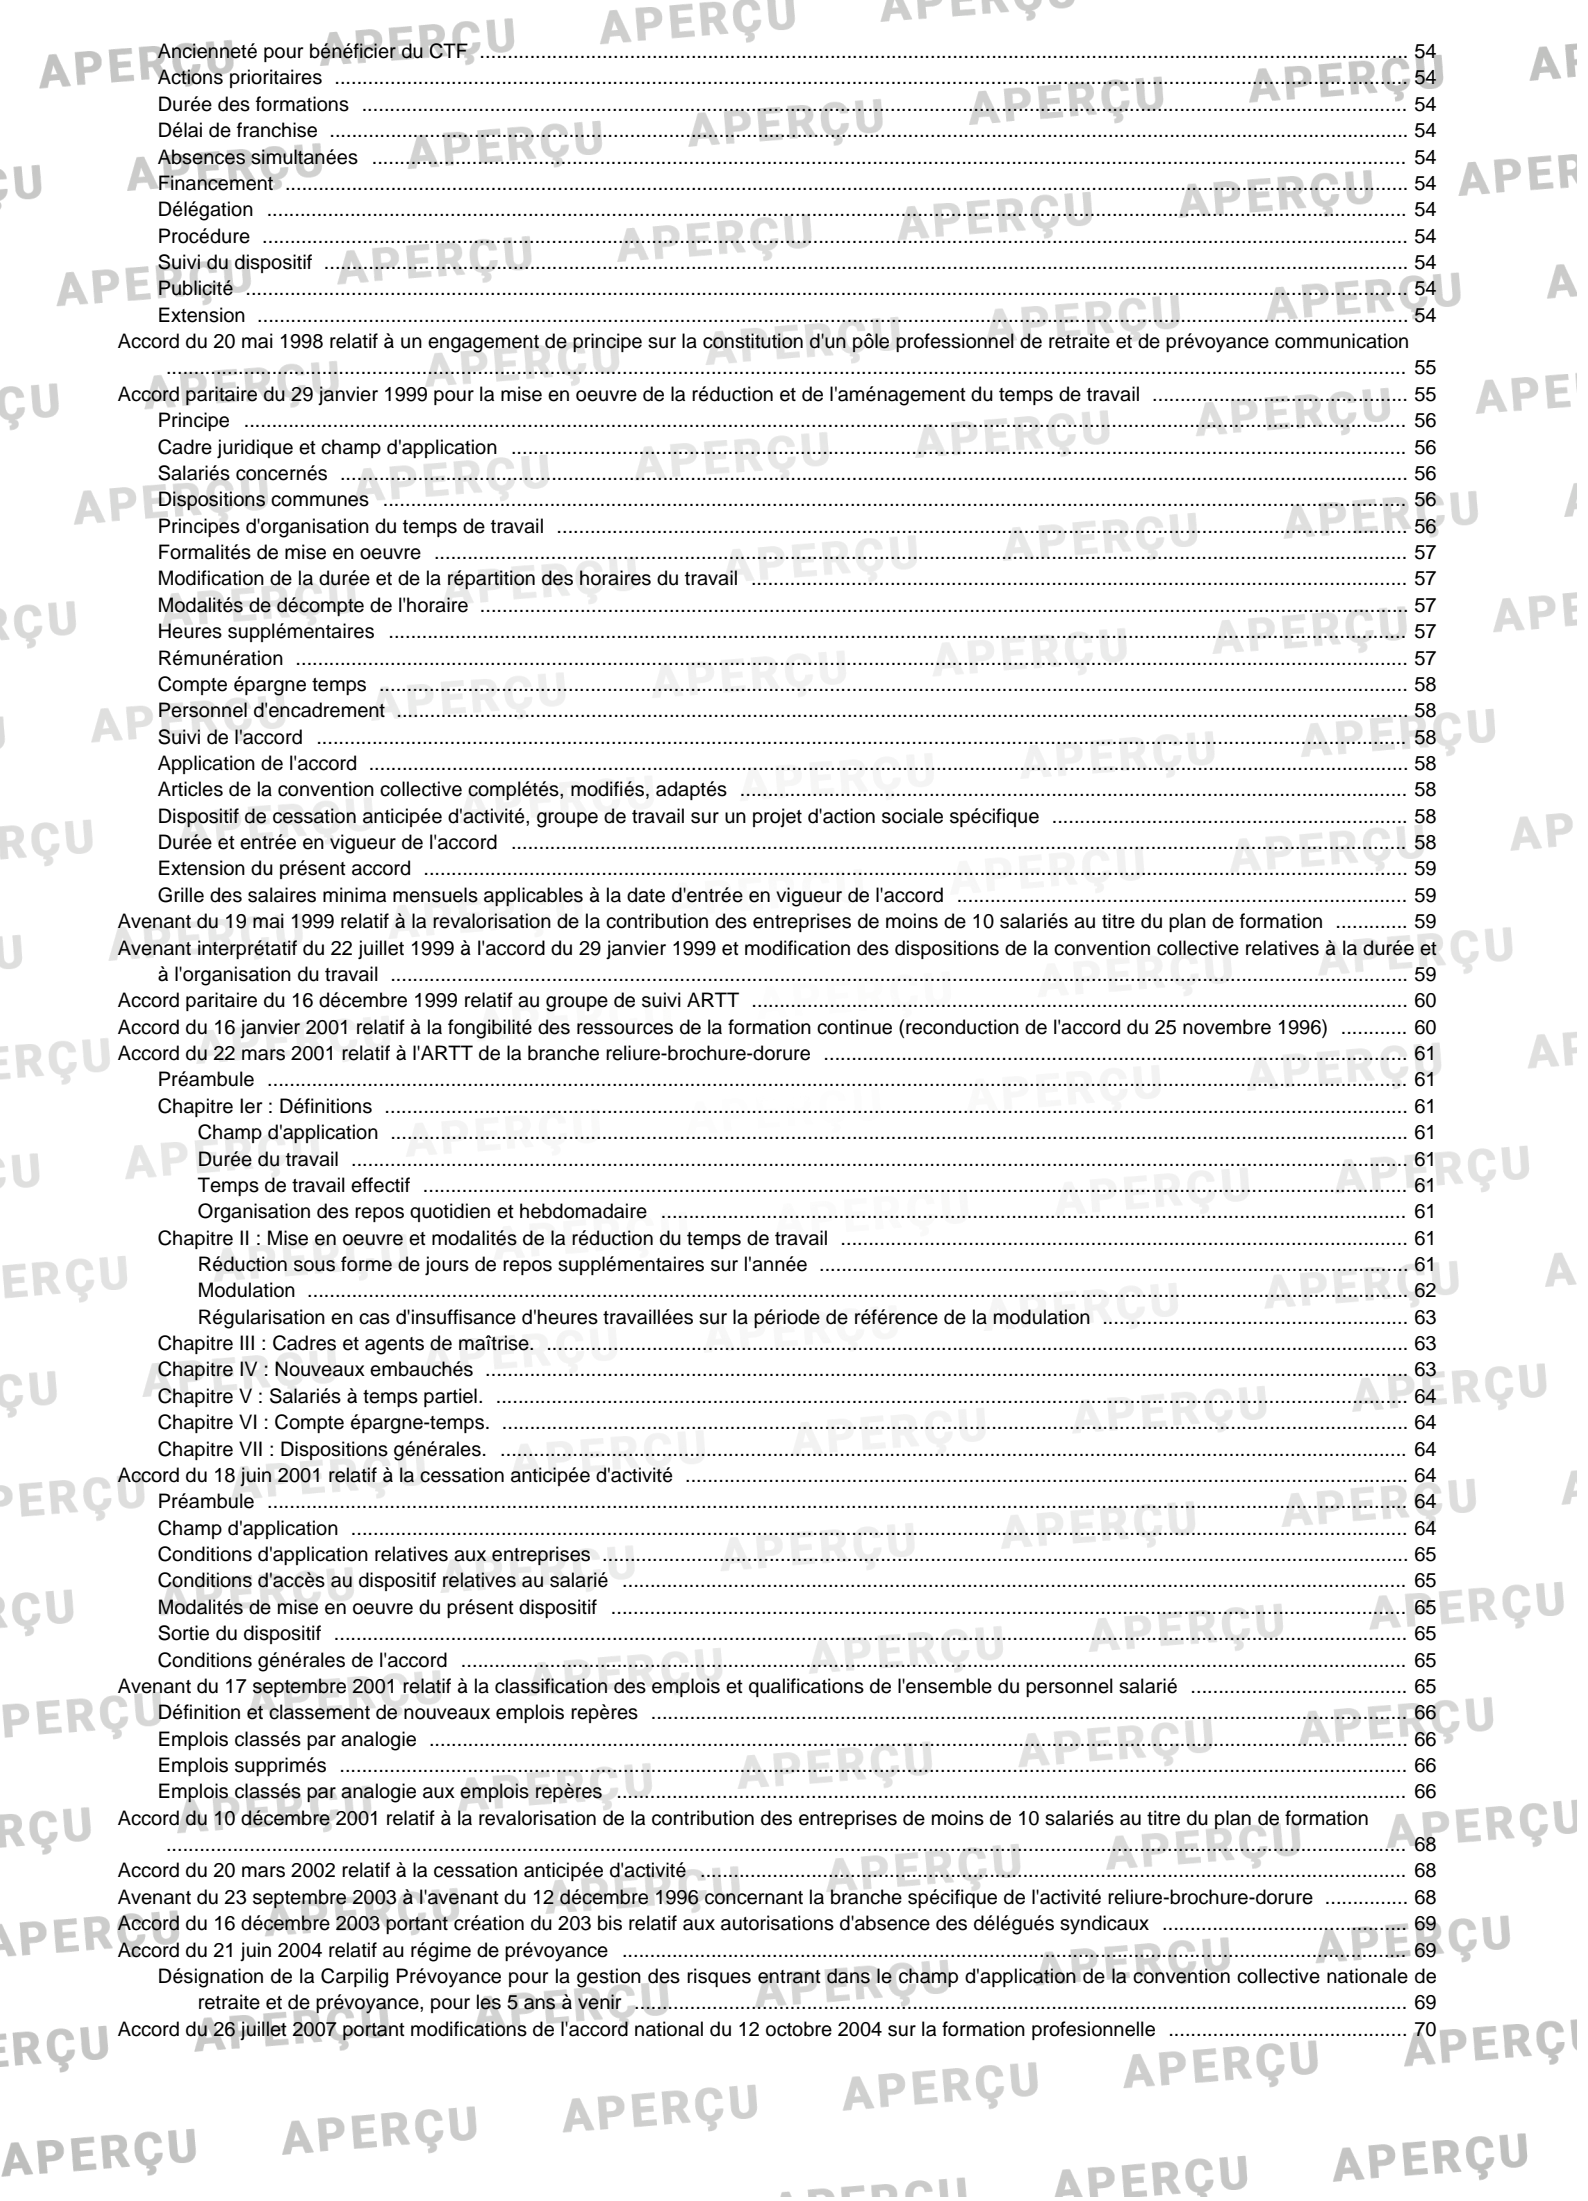 Ancienneté pour bénéficier du CTF ... 54
Actions prioritaires ... 54
Durée des formations ... 54
Délai de franchise ... 54
Absences simultanées ... 54
Financement ... 54
Délégation ... 54
Procédure ... 54
Suivi du dispositif ... 54
Publicité ... 54
Extension ... 54
Accord du 20 mai 1998 relatif à un engagement de principe sur la constitution d'un pôle professionnel de retraite et de prévoyance communication
... 55
Accord paritaire du 29 janvier 1999 pour la mise en oeuvre de la réduction et de l'aménagement du temps de travail ... 55
Principe ... 56
Cadre juridique et champ d'application ... 56
Salariés concernés ... 56
Dispositions communes ... 56
Principes d'organisation du temps de travail ... 56
Formalités de mise en oeuvre ... 57
Modification de la durée et de la répartition des horaires du travail ... 57
Modalités de décompte de l'horaire ... 57
Heures supplémentaires ... 57
Rémunération ... 57
Compte épargne temps ... 58
Personnel d'encadrement ... 58
Suivi de l'accord ... 58
Application de l'accord ... 58
Articles de la convention collective complétés, modifiés, adaptés ... 58
Dispositif de cessation anticipée d'activité, groupe de travail sur un projet d'action sociale spécifique ... 58
Durée et entrée en vigueur de l'accord ... 58
Extension du présent accord ... 59
Grille des salaires minima mensuels applicables à la date d'entrée en vigueur de l'accord ... 59
Avenant du 19 mai 1999 relatif à la revalorisation de la contribution des entreprises de moins de 10 salariés au titre du plan de formation ... 59
Avenant interprétatif du 22 juillet 1999 à l'accord du 29 janvier 1999 et modification des dispositions de la convention collective relatives à la durée et
à l'organisation du travail ... 59
Accord paritaire du 16 décembre 1999 relatif au groupe de suivi ARTT ... 60
Accord du 16 janvier 2001 relatif à la fongibilité des ressources de la formation continue (reconduction de l'accord du 25 novembre 1996) ... 60
Accord du 22 mars 2001 relatif à l'ARTT de la branche reliure-brochure-dorure ... 61
Préambule ... 61
Chapitre Ier : Définitions ... 61
Champ d'application ... 61
Durée du travail ... 61
Temps de travail effectif ... 61
Organisation des repos quotidien et hebdomadaire ... 61
Chapitre II : Mise en oeuvre et modalités de la réduction du temps de travail ... 61
Réduction sous forme de jours de repos supplémentaires sur l'année ... 61
Modulation ... 62
Régularisation en cas d'insuffisance d'heures travaillées sur la période de référence de la modulation ... 63
Chapitre III : Cadres et agents de maîtrise. ... 63
Chapitre IV : Nouveaux embauchés ... 63
Chapitre V : Salariés à temps partiel. ... 64
Chapitre VI : Compte épargne-temps. ... 64
Chapitre VII : Dispositions générales. ... 64
Accord du 18 juin 2001 relatif à la cessation anticipée d'activité ... 64
Préambule ... 64
Champ d'application ... 64
Conditions d'application relatives aux entreprises ... 65
Conditions d'accès au dispositif relatives au salarié ... 65
Modalités de mise en oeuvre du présent dispositif ... 65
Sortie du dispositif ... 65
Conditions générales de l'accord ... 65
Avenant du 17 septembre 2001 relatif à la classification des emplois et qualifications de l'ensemble du personnel salarié ... 65
Définition et classement de nouveaux emplois repères ... 66
Emplois classés par analogie ... 66
Emplois supprimés ... 66
Emplois classés par analogie aux emplois repères ... 66
Accord du 10 décembre 2001 relatif à la revalorisation de la contribution des entreprises de moins de 10 salariés au titre du plan de formation
... 68
Accord du 20 mars 2002 relatif à la cessation anticipée d'activité ... 68
Avenant du 23 septembre 2003 à l'avenant du 12 décembre 1996 concernant la branche spécifique de l'activité reliure-brochure-dorure ... 68
Accord du 16 décembre 2003 portant création du 203 bis relatif aux autorisations d'absence des délégués syndicaux ... 69
Accord du 21 juin 2004 relatif au régime de prévoyance ... 69
Désignation de la Carpilig Prévoyance pour la gestion des risques entrant dans le champ d'application de la convention collective nationale de
retraite et de prévoyance, pour les 5 ans à venir ... 69
Accord du 26 juillet 2007 portant modifications de l'accord national du 12 octobre 2004 sur la formation profesionnelle ... 70
APERÇU